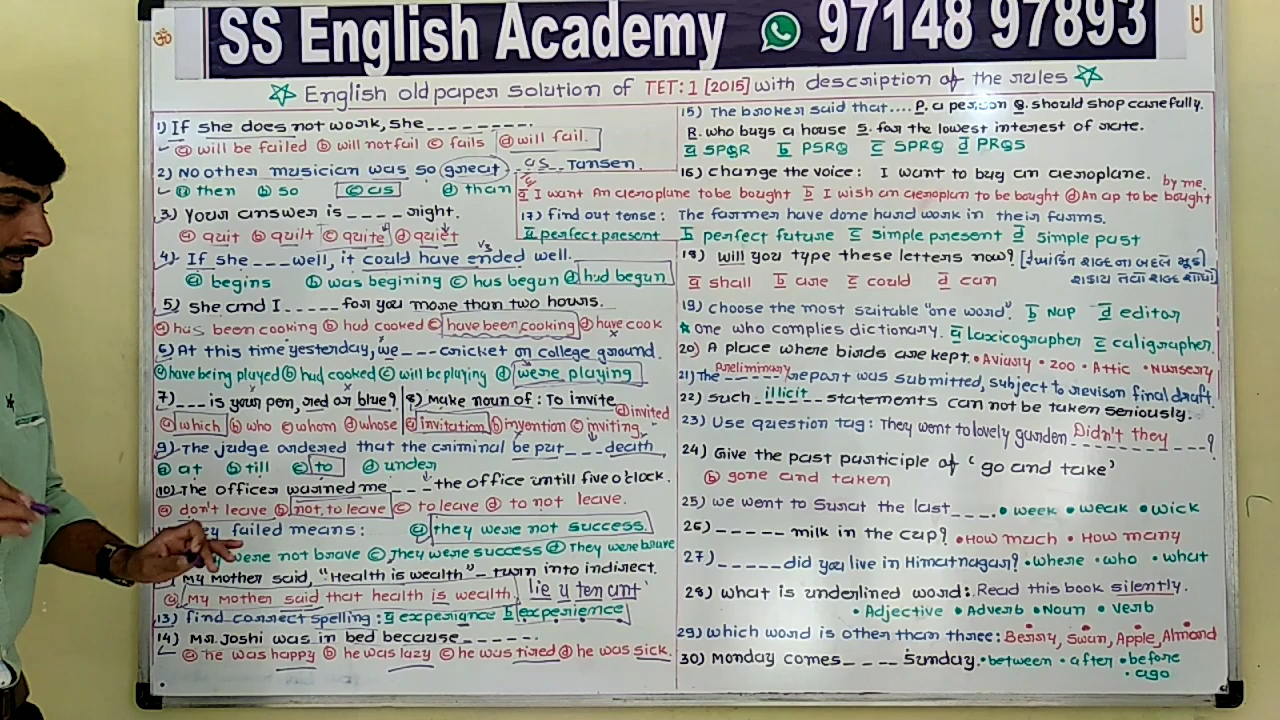 ॐ SS English Academy 97148 97893
English old paper solution of TET:1 [2015] with description of the rules
1) If she does not work, she ________.
ⓐ will be failed ⓑ will not fail ⓒ fails ⓓ will fail.
2) No other musician was so great as Tansen.
ⓐ then ⓑ so ⓒ as ⓓ than
3) Your answer is ____ right.
ⓐ quit ⓑ quilt ⓒ quite ⓓ quiet
4) If she ___ well, it could have ended well.
V3
ⓐ begins ⓑ was begining ⓒ has begun ⓓ had begun
5) She and I ______ for you more than two hours.
ⓐ has been cooking ⓑ had cooked ⓒ have been cooking ⓓ have cook
6) At this time yesterday, we ___ cricket on college ground.
ⓐ have being played ⓑ had cooked ⓒ will be playing ⓓ were playing
7) ___ is your pen, red or blue?
ⓐ which ⓑ who ⓒ whom ⓓ whose
8) Make noun of: To invite
ⓐ invitation ⓑ invention ⓒ inviting ⓓ invited
9) The Judge ordered that the criminal be put ___ death
ⓐ at ⓑ till ⓒ to ⓓ under
10) The officer warned me ___ the office untill five o'clock.
ⓐ don't leave ⓑ not to leave ⓒ to leave ⓓ to not leave.
failed means: ⓐ they were not success.
were not brave ⓒ They were success ⓓ They were brave
My mother said, "Health is wealth" - turn into indirect.
ⓐ My mother said that health is wealth. lie u ten ant
13) find correct spelling: a experiance b experience
14) Mr. Joshi was in bed because ______.
ⓐ he was happy ⓑ he was lazy ⓒ he was tired ⓓ he was sick.
15) The broker said that.... P. a person Q. should shop carefully.
R. who buys a house S. for the lowest interest of rate.
a SPQR b PSRQ c SPRQ d PRQS
16) Change the voice: I want to buy an aeroplane.
by me.
a I want An aeroplane to be bought b I wish an aeroplan to be bought ⓓ An ap to be bought
17) find out tense: The farmer have done hard work in their farms.
a perfect present b perfect future c simple present d simple past
18) will you type these letters now?
a shall b are c could d can
19) choose the most suitable "one word". b Nup d editor
* one who complies dictionary. a laxicographer c caligrapher.
20) A place where birds are kept. • Aviary • zoo • Attic • Nursery
21) The Preliminary report was submitted, subject to revison final draft.
22) such illicit statements can not be taken seriously.
23) Use question tag: They went to lovely garden Didn't they ____?
24) Give the past participle of 'go and take'
ⓑ gone and taken
25) we went to Surat the last ____. • week • weak • wick
26) _____ milk in the cup? • How much • How many
27) ______ did you live in Himatnagar? • where • who • what
28) what is underlined word: Read this book silently.
• Adjective • Adverb • Noun • verb
29) which word is other than three: Berry, Swan, Apple, Almond
30) Monday comes ____ Sunday. • between • after • before
• ago